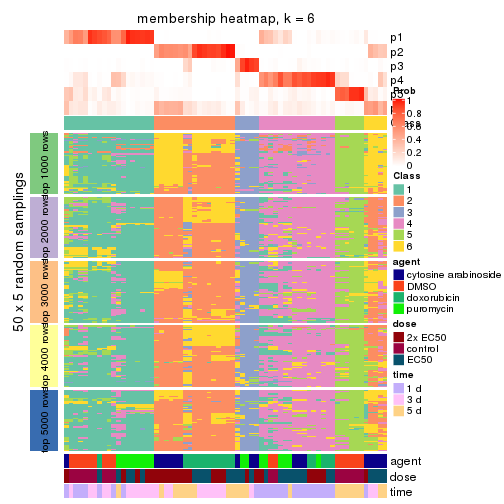 membership heatmap, k = 6
p1
p2
p3
p4
Prob
1
0.8
0.6
0.4
0.2
0
Class
1
2
3
4
5
6
agent
cytosine arabinoside
DMSO
doxorubicin
puromycin
dose
2x EC50
control
EC50
time
1 d
3 d
5 d
50 x 5 random samplings
top 1000 rows
top 2000 rows
top 3000 rows
top 4000 rows
top 5000 rows
agent
dose
time